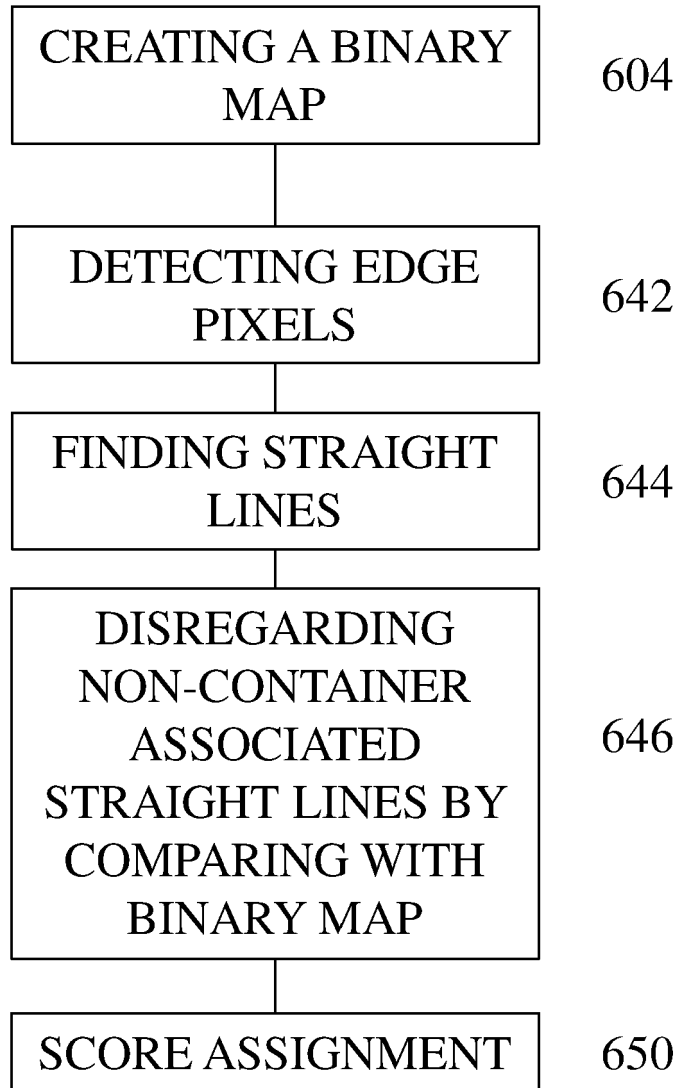 CREATING A BINARY
MAP
604
DETECTING EDGE
PIXELS
642
FINDING STRAIGHT
LINES
644
DISREGARDING
NON-CONTAINER
ASSOCIATED
STRAIGHT LINES BY
COMPARING WITH
BINARY MAP
646
SCORE ASSIGNMENT
650